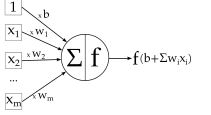 1
x b
x₁
x w₁
x₂
x w₂
...
xₘ
x wₘ
Σ f
f(b+Σwᵢxᵢ)